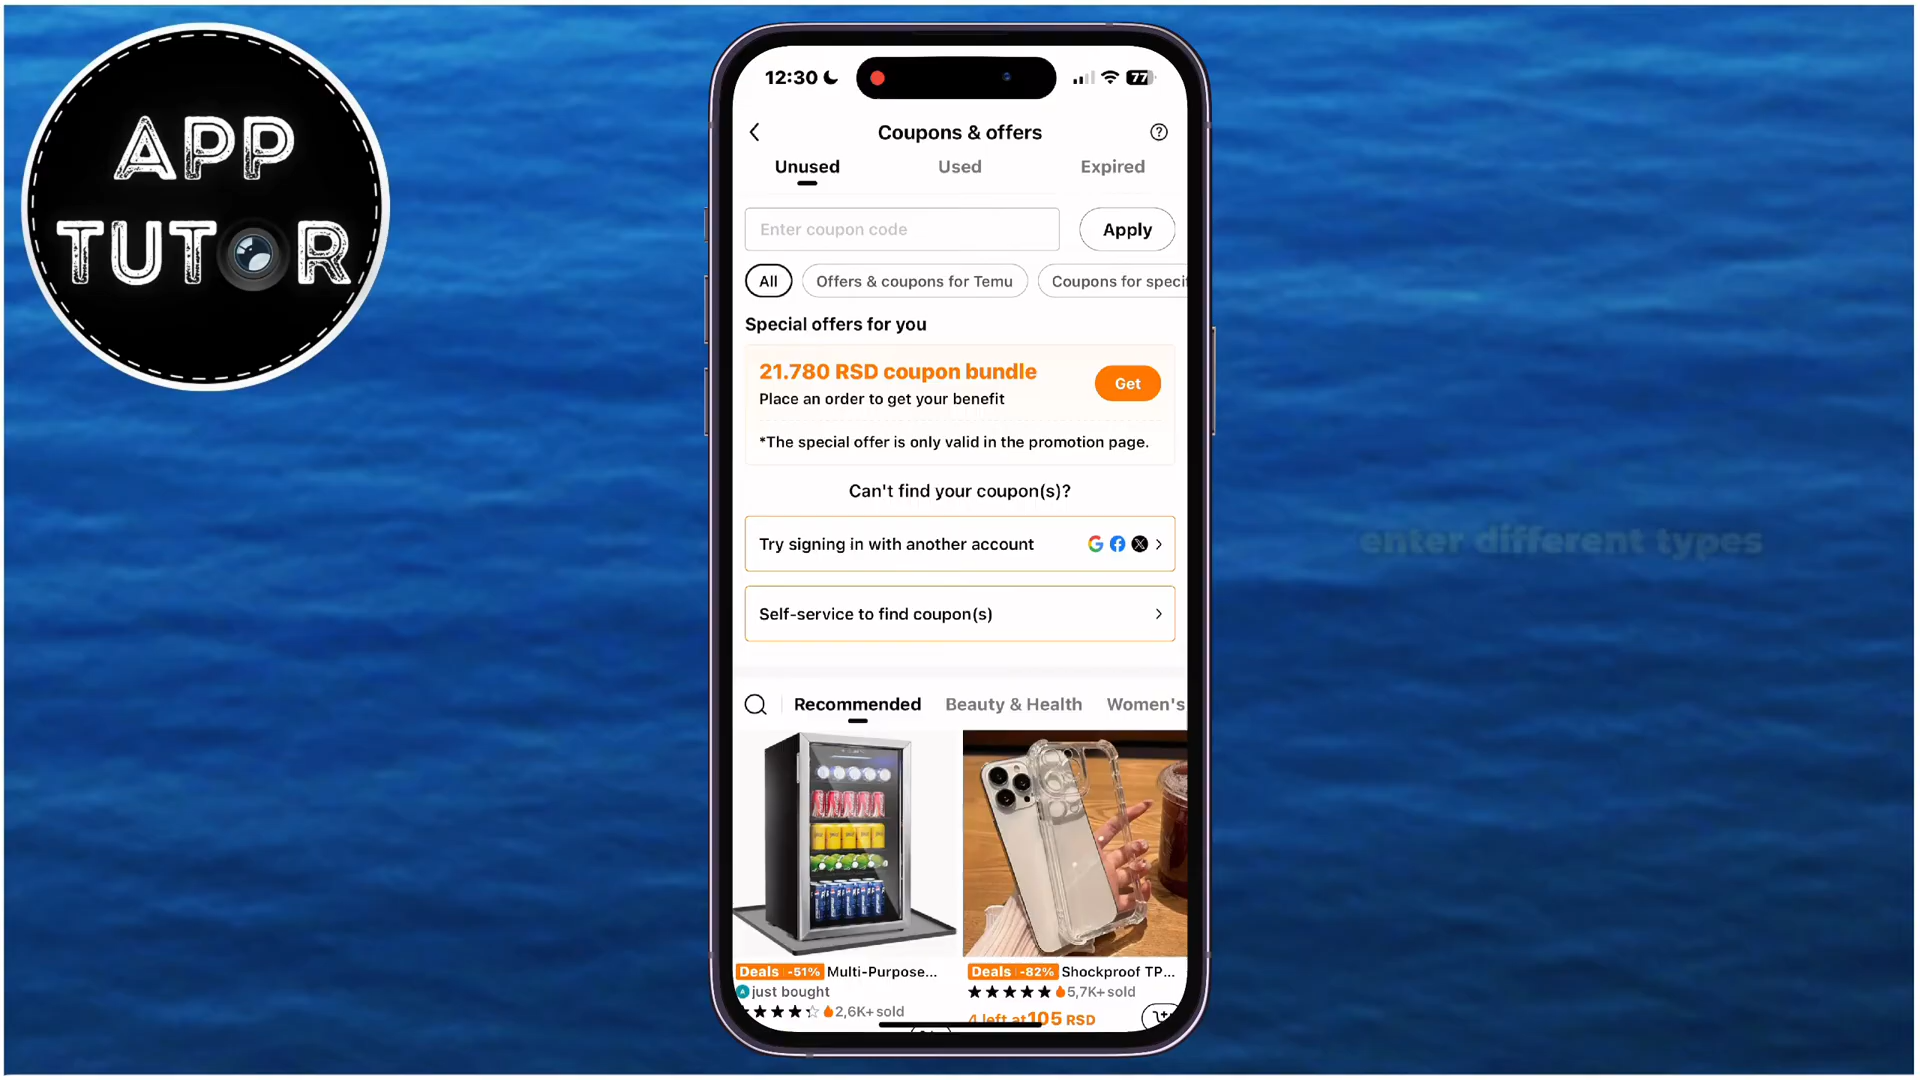 APP
TUTOR
12:30
77
Coupons & offers
Unused
Used
Expired
Enter coupon code
Apply
All
Offers & coupons for Temu
Coupons for specif
Special offers for you
21.780 RSD coupon bundle
Get
Place an order to get your benefit
*The special offer is only valid in the promotion page.
Can't find your coupon(s)?
Try signing in with another account
Self-service to find coupon(s)
enter different types
Recommended
Beauty & Health
Women's
Deals -51% Multi-Purpose...
just bought
2,6K+ sold
Deals -82% Shockproof TP...
5,7K+ sold
4 left at 105 RSD